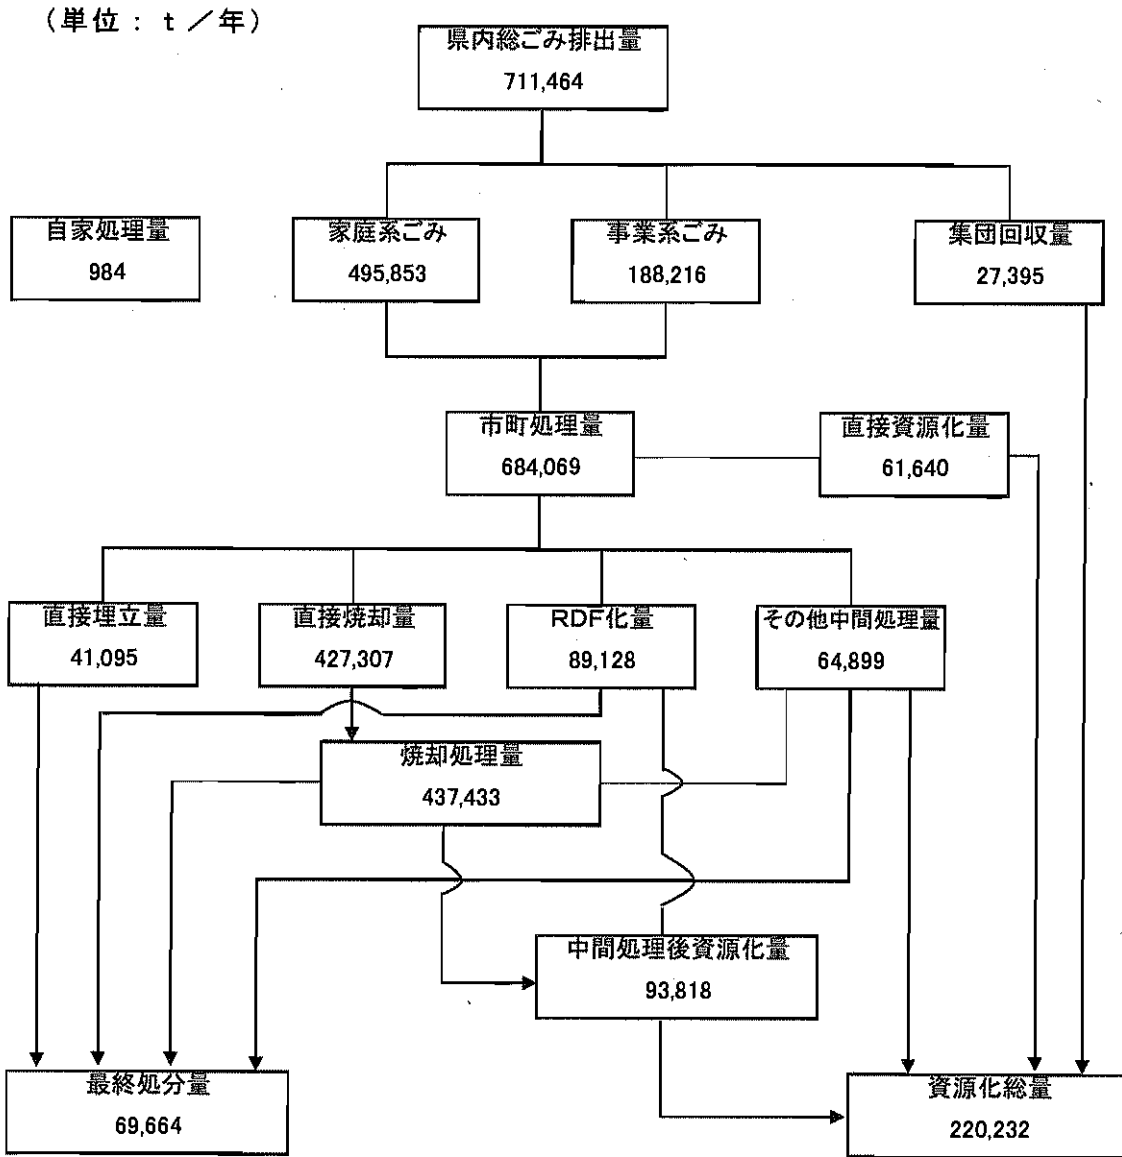 (単位：ｔ／年)
県内総ごみ排出量
711,464
自家処理量
984
家庭系ごみ
495,853
事業系ごみ
188,216
集団回収量
27,395
市町処理量
684,069
直接資源化量
61,640
直接埋立量
41,095
直接焼却量
427,307
RDF化量
89,128
その他中間処理量
64,899
焼却処理量
437,433
中間処理後資源化量
93,818
最終処分量
69,664
資源化総量
220,232